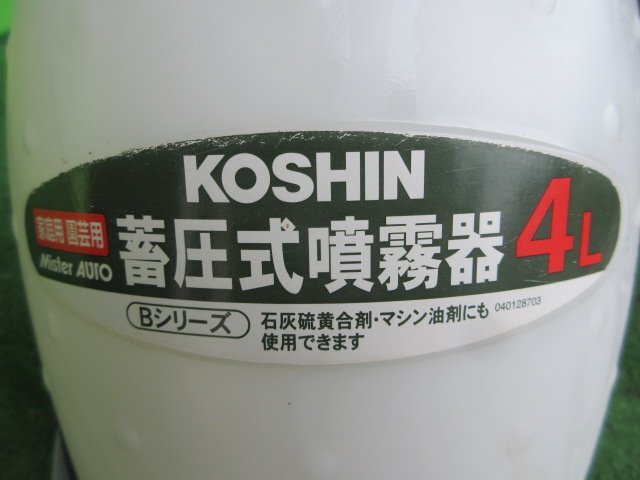 KOSHIN
家庭用 園芸用
Mister AUTO
蓄圧式噴霧器 4L
Bシリーズ
石灰硫黄合剤・マシン油剤にも
使用できます
040128703